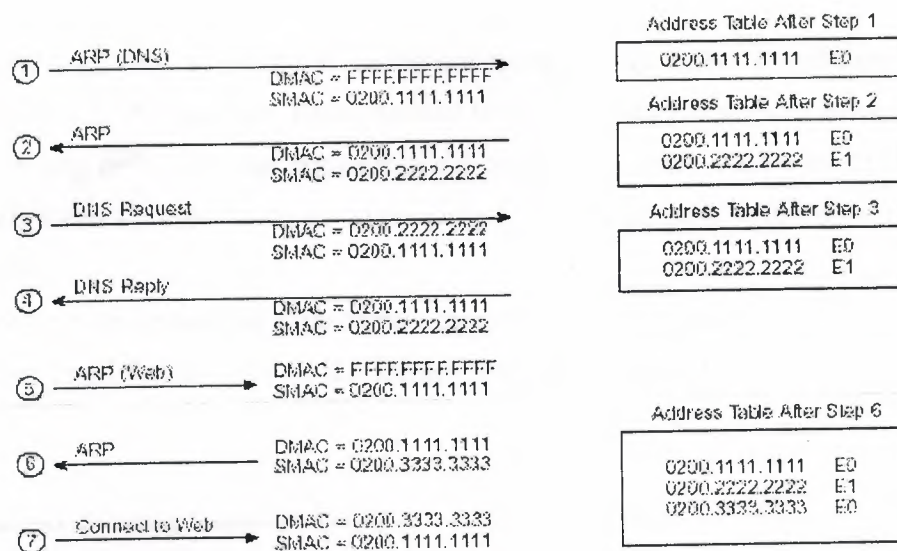 Address Table After Step 1
0200.1111.1111 E0
1 ARP (DNS)
DMAC = FFFF.FFFF.FFFF
SMAC = 0200.1111.1111
Address Table After Step 2
0200.1111.1111 E0
0200.2222.2222 E1
2 ARP
DMAC = 0200.1111.1111
SMAC = 0200.2222.2222
Address Table After Step 3
0200.1111.1111 E0
0200.2222.2222 E1
3 DNS Request
DMAC = 0200.2222.2222
SMAC = 0200.1111.1111
4 DNS Reply
DMAC = 0200.1111.1111
SMAC = 0200.2222.2222
5 ARP (Web)
DMAC = FFFF.FFFF.FFFF
SMAC = 0200.1111.1111
Address Table After Step 6
0200.1111.1111 E0
0200.2222.2222 E1
0200.3333.3333 E0
6 ARP
DMAC = 0200.1111.1111
SMAC = 0200.3333.3333
7 Connect to Web
DMAC = 0200.3333.3333
SMAC = 0200.1111.1111